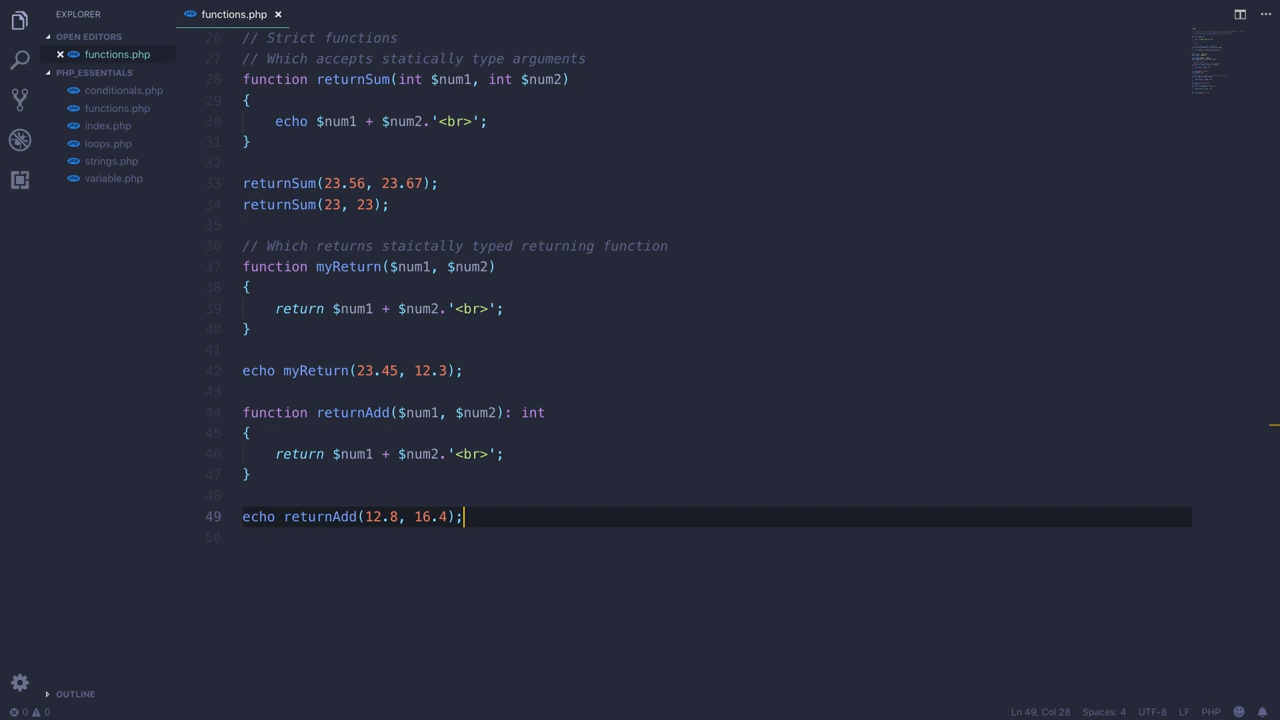 EXPLORER
OPEN EDITORS
functions.php
PHP_ESSENTIALS
conditionals.php
functions.php
index.php
loops.php
strings.php
variable.php
OUTLINE
functions.php
26 // Strict functions
27 // Which accepts statically type arguments
28 function returnSum(int $num1, int $num2)
29 {
30 echo $num1 + $num2.'<br>';
31 }
32
33 returnSum(23.56, 23.67);
34 returnSum(23, 23);
35
36 // Which returns staictally typed returning function
37 function myReturn($num1, $num2)
38 {
39 return $num1 + $num2.'<br>';
40 }
41
42 echo myReturn(23.45, 12.3);
43
44 function returnAdd($num1, $num2): int
45 {
46 return $num1 + $num2.'<br>';
47 }
48
49 echo returnAdd(12.8, 16.4);
50
0 0 Ln 49, Col 28 Spaces: 4 UTF-8 LF PHP